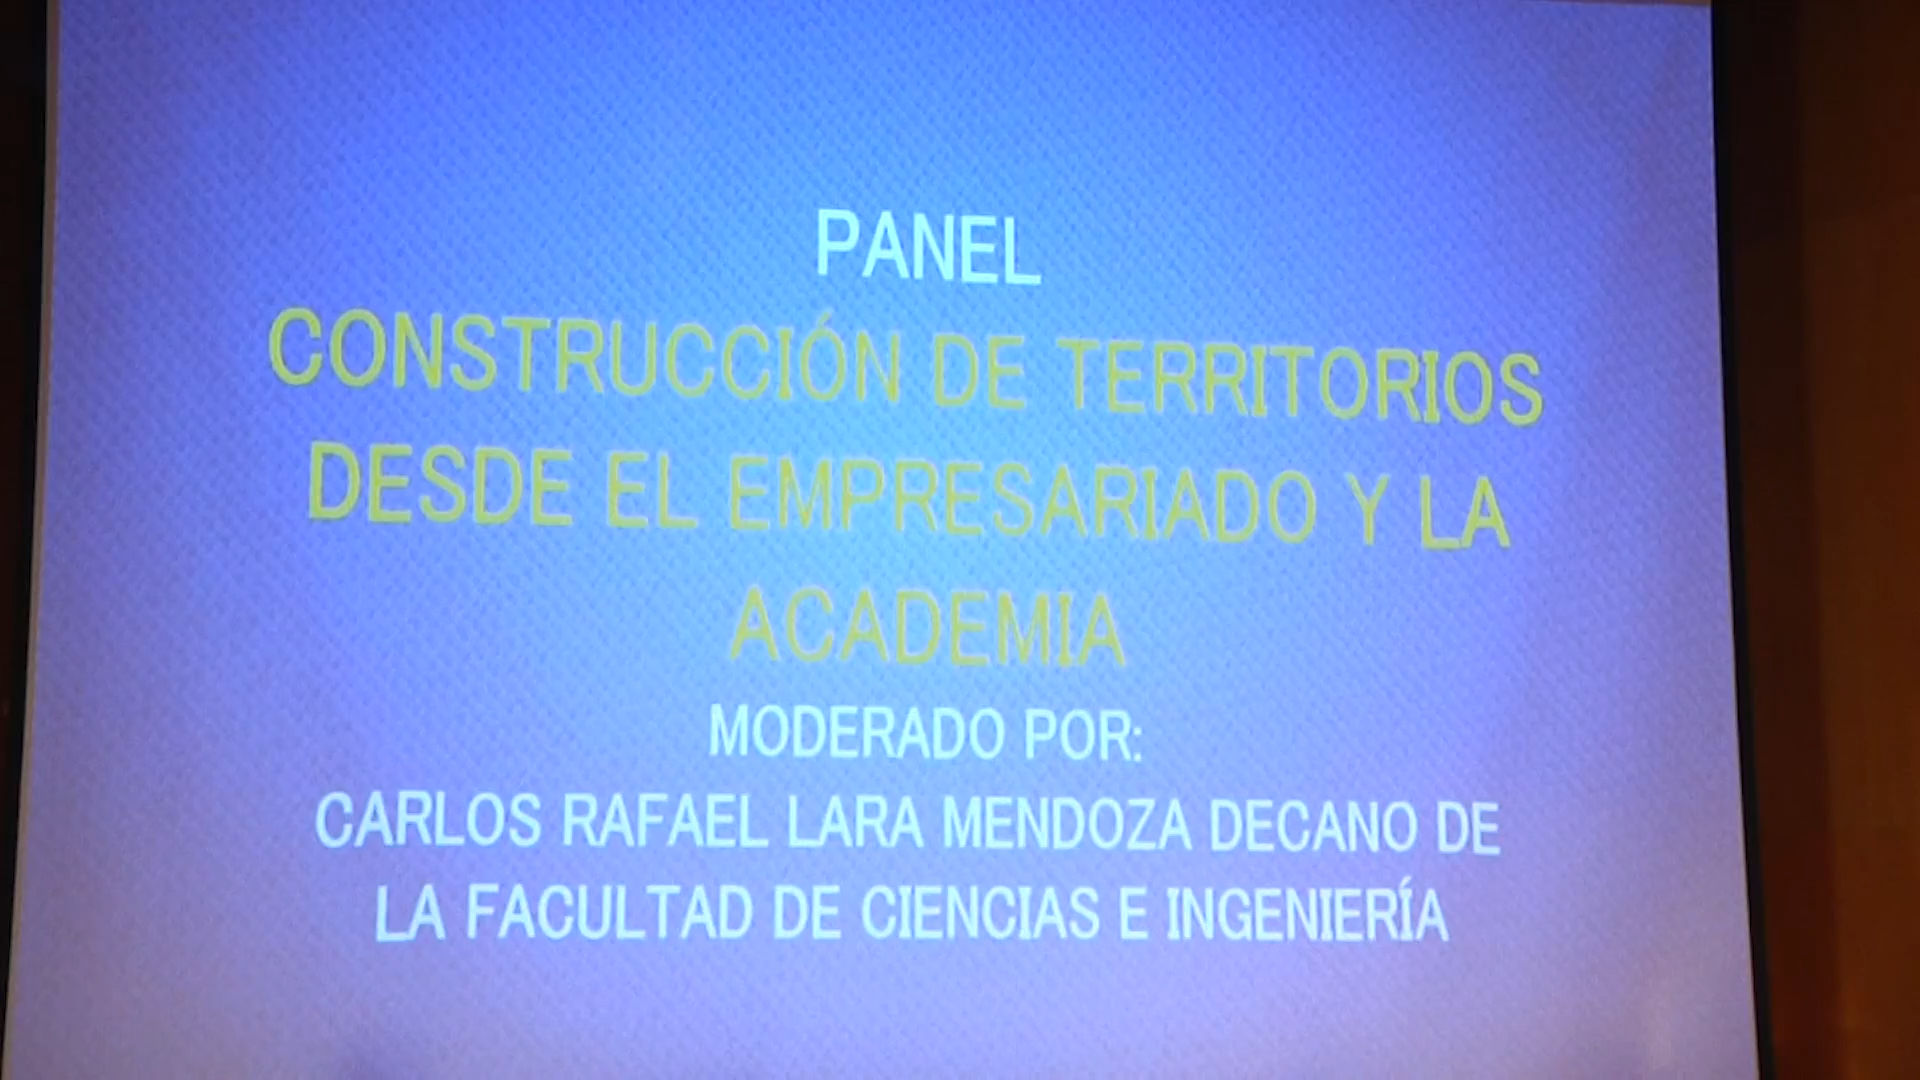 PANEL
CONSTRUCCIÓN DE TERRITORIOS
DESDE EL EMPRESARIADO Y LA
ACADEMIA
MODERADO POR:
CARLOS RAFAEL LARA MENDOZA DECANO DE
LA FACULTAD DE CIENCIAS E INGENIERÍA